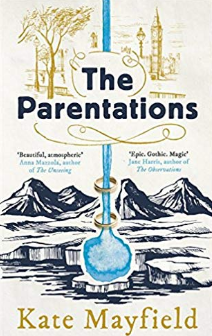 The
Parentations
'Beautiful, atmospheric'
Anna Mazzola, author
of The Unseeing
'Epic. Gothic. Magic'
Jane Harris, author of
The Observations
Kate Mayfield